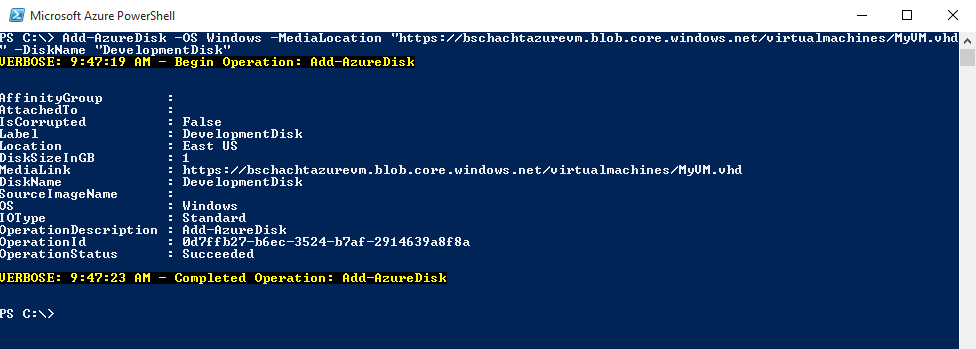 Microsoft Azure PowerShell
PS C:\> Add-AzureDisk -OS Windows -MediaLocation "https://bschachtazurevm.blob.core.windows.net/virtualmachines/MyVM.vhd
" -DiskName "DevelopmentDisk"
VERBOSE: 9:47:19 AM - Begin Operation: Add-AzureDisk
AffinityGroup :
AttachedTo :
IsCorrupted : False
Label : DevelopmentDisk
Location : East US
DiskSizeInGB : 1
MediaLink : https://bschachtazurevm.blob.core.windows.net/virtualmachines/MyVM.vhd
DiskName : DevelopmentDisk
SourceImageName :
OS : Windows
IOType : Standard
OperationDescription : Add-AzureDisk
OperationId : 0d7ffb27-b6ec-3524-b7af-2914639a8f8a
OperationStatus : Succeeded
VERBOSE: 9:47:23 AM - Completed Operation: Add-AzureDisk
PS C:\>